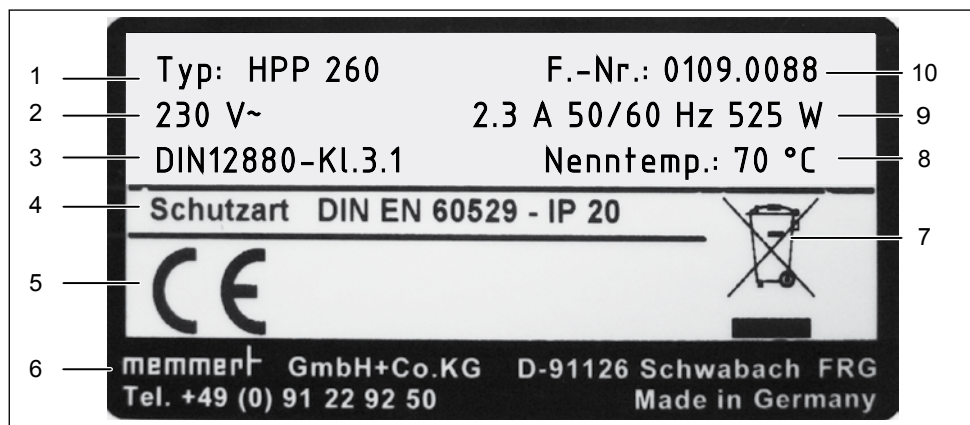 1 Typ: HPP 260 F.-Nr.: 0109.0088 10
2 230 V~ 2.3 A 50/60 Hz 525 W 9
3 DIN12880-Kl.3.1 Nenntemp.: 70 °C 8
4 Schutzart DIN EN 60529 - IP 20
7
5 CE
6 memmert GmbH+Co.KG D-91126 Schwabach FRG
Tel. +49 (0) 91 22 92 50 Made in Germany